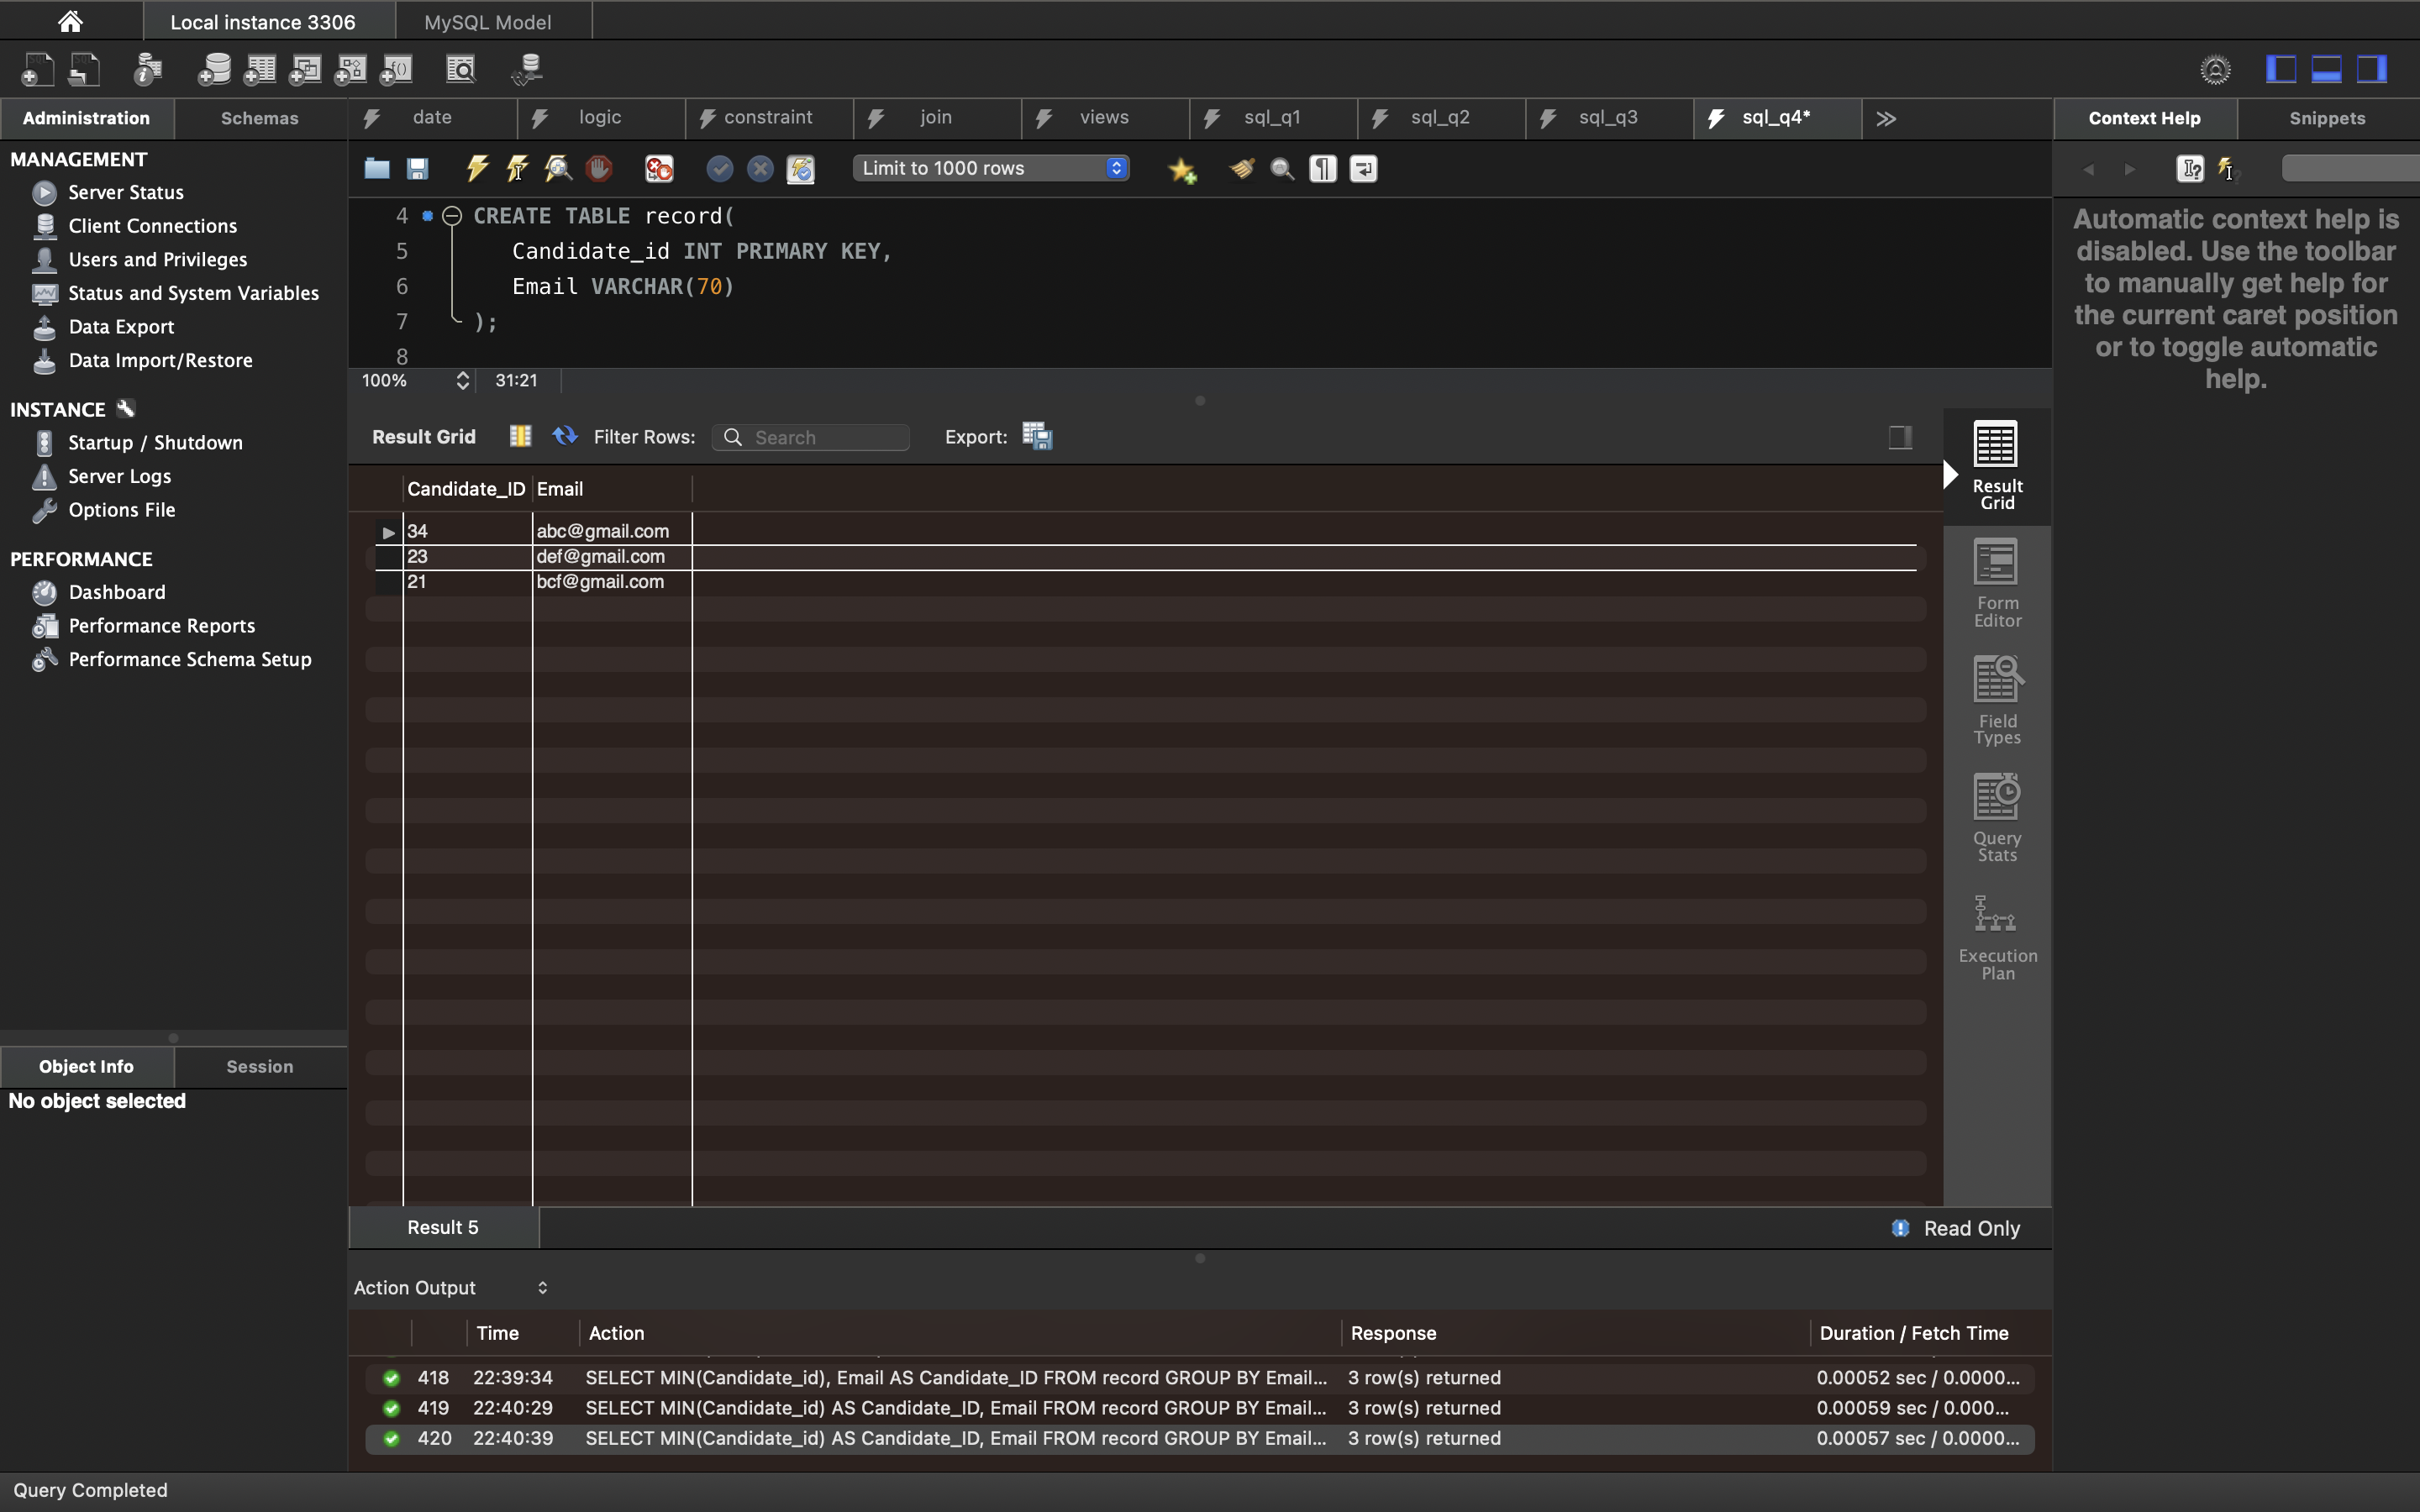 Local instance 3306
MySQL Model
Administration
Schemas
date
logic
constraint
join
views
sql_q1
sql_q2
sql_q3
sql_q4*
Context Help
Snippets
MANAGEMENT
Server Status
Client Connections
Users and Privileges
Status and System Variables
Data Export
Data Import/Restore
INSTANCE
Startup / Shutdown
Server Logs
Options File
PERFORMANCE
Dashboard
Performance Reports
Performance Schema Setup
Object Info
Session
No object selected
Limit to 1000 rows
4 CREATE TABLE record(
5 Candidate_id INT PRIMARY KEY,
6 Email VARCHAR(70)
7 );
8
100%
31:21
Result Grid
Filter Rows:
Search
Export:
Candidate_ID Email
34 abc@gmail.com
23 def@gmail.com
21 bcf@gmail.com
Result
Grid
Form
Editor
Field
Types
Query
Stats
Execution
Plan
Result 5
Read Only
Action Output
Time Action Response Duration / Fetch Time
418 22:39:34 SELECT MIN(Candidate_id), Email AS Candidate_ID FROM record GROUP BY Email... 3 row(s) returned 0.00052 sec / 0.0000...
419 22:40:29 SELECT MIN(Candidate_id) AS Candidate_ID, Email FROM record GROUP BY Email... 3 row(s) returned 0.00059 sec / 0.000...
420 22:40:39 SELECT MIN(Candidate_id) AS Candidate_ID, Email FROM record GROUP BY Email... 3 row(s) returned 0.00057 sec / 0.0000...
Automatic context help is
disabled. Use the toolbar
to manually get help for
the current caret position
or to toggle automatic
help.
Query Completed